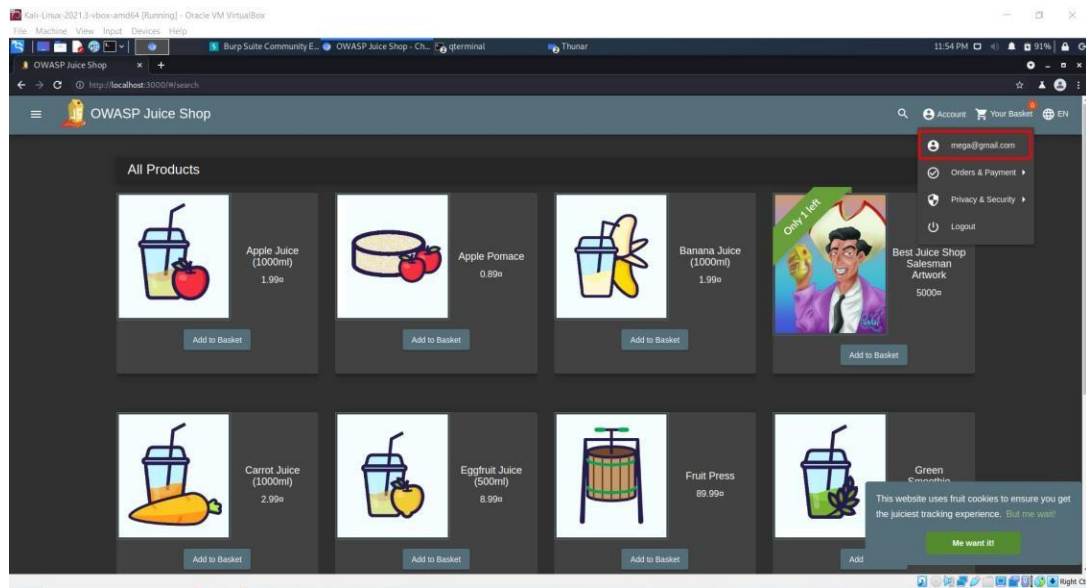 Kali-Linux-2021.3-vbox-amd64 [Running] - Oracle VM VirtualBox
File Machine View Input Devices Help
Burp Suite Community E... OWASP Juice Shop - Ch... qterminal Thunar 11:54 PM 91%
OWASP Juice Shop
http://localhost:3000/#/search
OWASP Juice Shop Account Your Basket 0 EN
mega@gmail.com
Orders & Payment
Privacy & Security
Logout
All Products
Only 1 left
Apple Juice
(1000ml)
1.99¤
Apple Pomace
0.89¤
Banana Juice
(1000ml)
1.99¤
Best Juice Shop
Salesman
Artwork
5000¤
Add to Basket Add to Basket Add to Basket Add to Basket
Carrot Juice
(1000ml)
2.99¤
Eggfruit Juice
(500ml)
8.99¤
Fruit Press
89.99¤
Green
Smoothie
This website uses fruit cookies to ensure you get
the juiciest tracking experience. But me wait!
Me want it!
Add to Basket Add to Basket Add to Basket Add
Right Ct